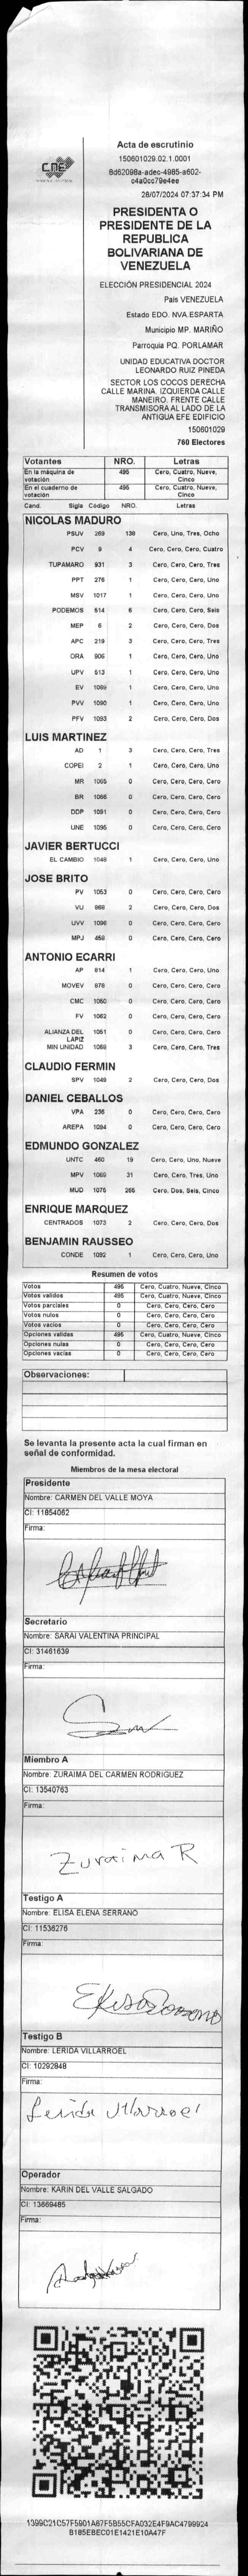 CNE
Acta de escrutinio
150601029.02.1.0001
8d62098a-adec-4985-a602-
c4a0cc79e4ee
28/07/2024 07:37:34 PM
PRESIDENTA O
PRESIDENTE DE LA
REPUBLICA
BOLIVARIANA DE
VENEZUELA
ELECCIÓN PRESIDENCIAL 2024
País VENEZUELA
Estado EDO. NVA.ESPARTA
Municipio MP. MARIÑO
Parroquia PQ. PORLAMAR
UNIDAD EDUCATIVA DOCTOR
LEONARDO RUIZ PINEDA
SECTOR LOS COCOS DERECHA
CALLE MARINA. IZQUIERDA CALLE
MANEIRO. FRENTE CALLE
TRANSMISORA AL LADO DE LA
ANTIGUA EFE EDIFICIO
150601029
760 Electores
Votantes NRO. Letras
En la máquina de votación 495 Cero, Cuatro, Nueve, Cinco
En el cuaderno de votación 495 Cero, Cuatro, Nueve, Cinco
Cand. Sigla Código NRO. Letras
NICOLAS MADURO
PSUV 269 138 Cero, Uno, Tres, Ocho
PCV 9 4 Cero, Cero, Cero, Cuatro
TUPAMARO 931 3 Cero, Cero, Cero, Tres
PPT 276 1 Cero, Cero, Cero, Uno
MSV 1017 1 Cero, Cero, Cero, Uno
PODEMOS 514 6 Cero, Cero, Cero, Seis
MEP 6 2 Cero, Cero, Cero, Dos
APC 219 3 Cero, Cero, Cero, Tres
ORA 906 1 Cero, Cero, Cero, Uno
UPV 513 1 Cero, Cero, Cero, Uno
EV 1089 1 Cero, Cero, Cero, Uno
PVV 1090 1 Cero, Cero, Cero, Uno
PFV 1093 2 Cero, Cero, Cero, Dos
LUIS MARTINEZ
AD 1 3 Cero, Cero, Cero, Tres
COPEI 2 1 Cero, Cero, Cero, Uno
MR 1065 0 Cero, Cero, Cero, Cero
BR 1066 0 Cero, Cero, Cero, Cero
DDP 1091 0 Cero, Cero, Cero, Cero
UNE 1095 0 Cero, Cero, Cero, Cero
JAVIER BERTUCCI
EL CAMBIO 1048 1 Cero, Cero, Cero, Uno
JOSE BRITO
PV 1053 0 Cero, Cero, Cero, Cero
VU 868 2 Cero, Cero, Cero, Dos
UVV 1096 0 Cero, Cero, Cero, Cero
MPJ 458 0 Cero, Cero, Cero, Cero
ANTONIO ECARRI
AP 814 1 Cero, Cero, Cero, Uno
MOVEV 878 0 Cero, Cero, Cero, Cero
CMC 1050 0 Cero, Cero, Cero, Cero
FV 1062 0 Cero, Cero, Cero, Cero
ALIANZA DEL LAPIZ 1051 0 Cero, Cero, Cero, Cero
MIN UNIDAD 1058 3 Cero, Cero, Cero, Tres
CLAUDIO FERMIN
SPV 1049 2 Cero, Cero, Cero, Dos
DANIEL CEBALLOS
VPA 236 0 Cero, Cero, Cero, Cero
AREPA 1094 0 Cero, Cero, Cero, Cero
EDMUNDO GONZALEZ
UNTC 460 19 Cero, Cero, Uno, Nueve
MPV 1069 31 Cero, Cero, Tres, Uno
MUD 1075 265 Cero, Dos, Seis, Cinco
ENRIQUE MARQUEZ
CENTRADOS 1073 2 Cero, Cero, Cero, Dos
BENJAMIN RAUSSEO
CONDE 1092 1 Cero, Cero, Cero, Uno
Resumen de votos
Votos 495 Cero, Cuatro, Nueve, Cinco
Votos validos 495 Cero, Cuatro, Nueve, Cinco
Votos parciales 0 Cero, Cero, Cero, Cero
Votos nulos 0 Cero, Cero, Cero, Cero
Votos vacios 0 Cero, Cero, Cero, Cero
Opciones validas 495 Cero, Cuatro, Nueve, Cinco
Opciones nulas 0 Cero, Cero, Cero, Cero
Opciones vacias 0 Cero, Cero, Cero, Cero
Observaciones:
Se levanta la presente acta la cual firman en
señal de conformidad.
Miembros de la mesa electoral
Presidente
Nombre: CARMEN DEL VALLE MOYA
CI: 11854062
Firma:
Secretario
Nombre: SARAI VALENTINA PRINCIPAL
CI: 31461639
Firma:
Miembro A
Nombre: ZURAIMA DEL CARMEN RODRIGUEZ
CI: 13540763
Firma:
Zuraima R
Testigo A
Nombre: ELISA ELENA SERRANO
CI: 11536276
Firma:
Testigo B
Nombre: LERIDA VILLARROEL
CI: 10292848
Firma:
Lerida Villarroel
Operador
Nombre: KARIN DEL VALLE SALGADO
CI: 13669485
Firma:
1399C21C57F5901A87F5B55CFA032E4F9AC4799924
B185EBEC01E1421E10A47F